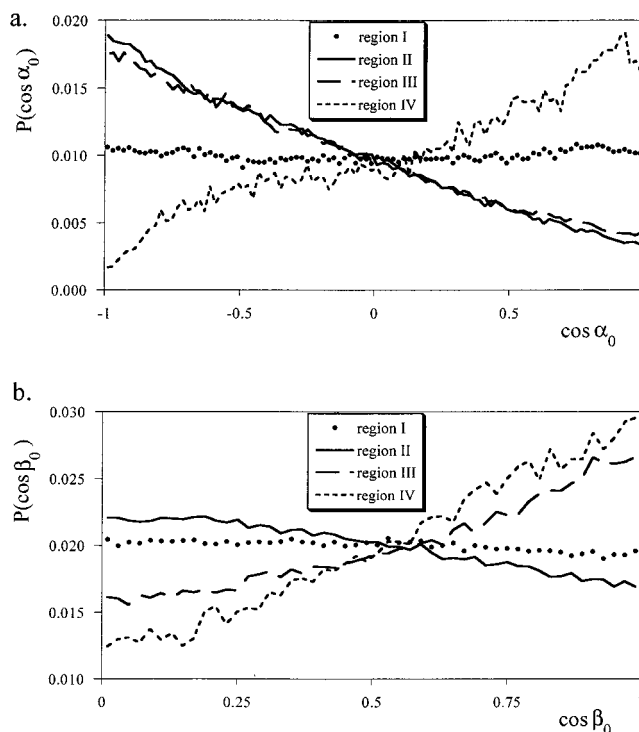 a.
P(cos α0)
0.020
0.015
0.010
0.005
0.000
region I
region II
region III
region IV
-1
-0.5
0
0.5
cos α0
b.
P(cos β0)
0.030
0.025
0.020
0.015
0.010
region I
region II
region III
region IV
0
0.25
0.5
0.75
cos β0